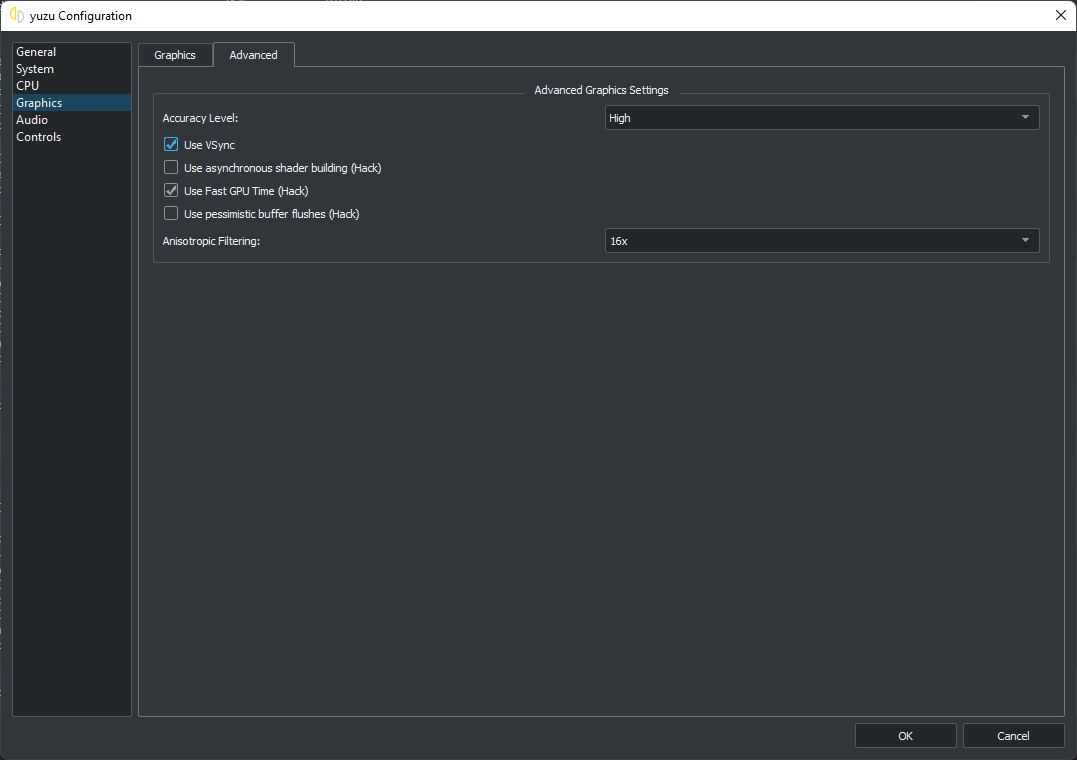 yuzu Configuration
General
System
CPU
Graphics
Audio
Controls
Graphics
Advanced
Advanced Graphics Settings
Accuracy Level:
High
Use VSync
Use asynchronous shader building (Hack)
Use Fast GPU Time (Hack)
Use pessimistic buffer flushes (Hack)
Anisotropic Filtering:
16x
OK
Cancel